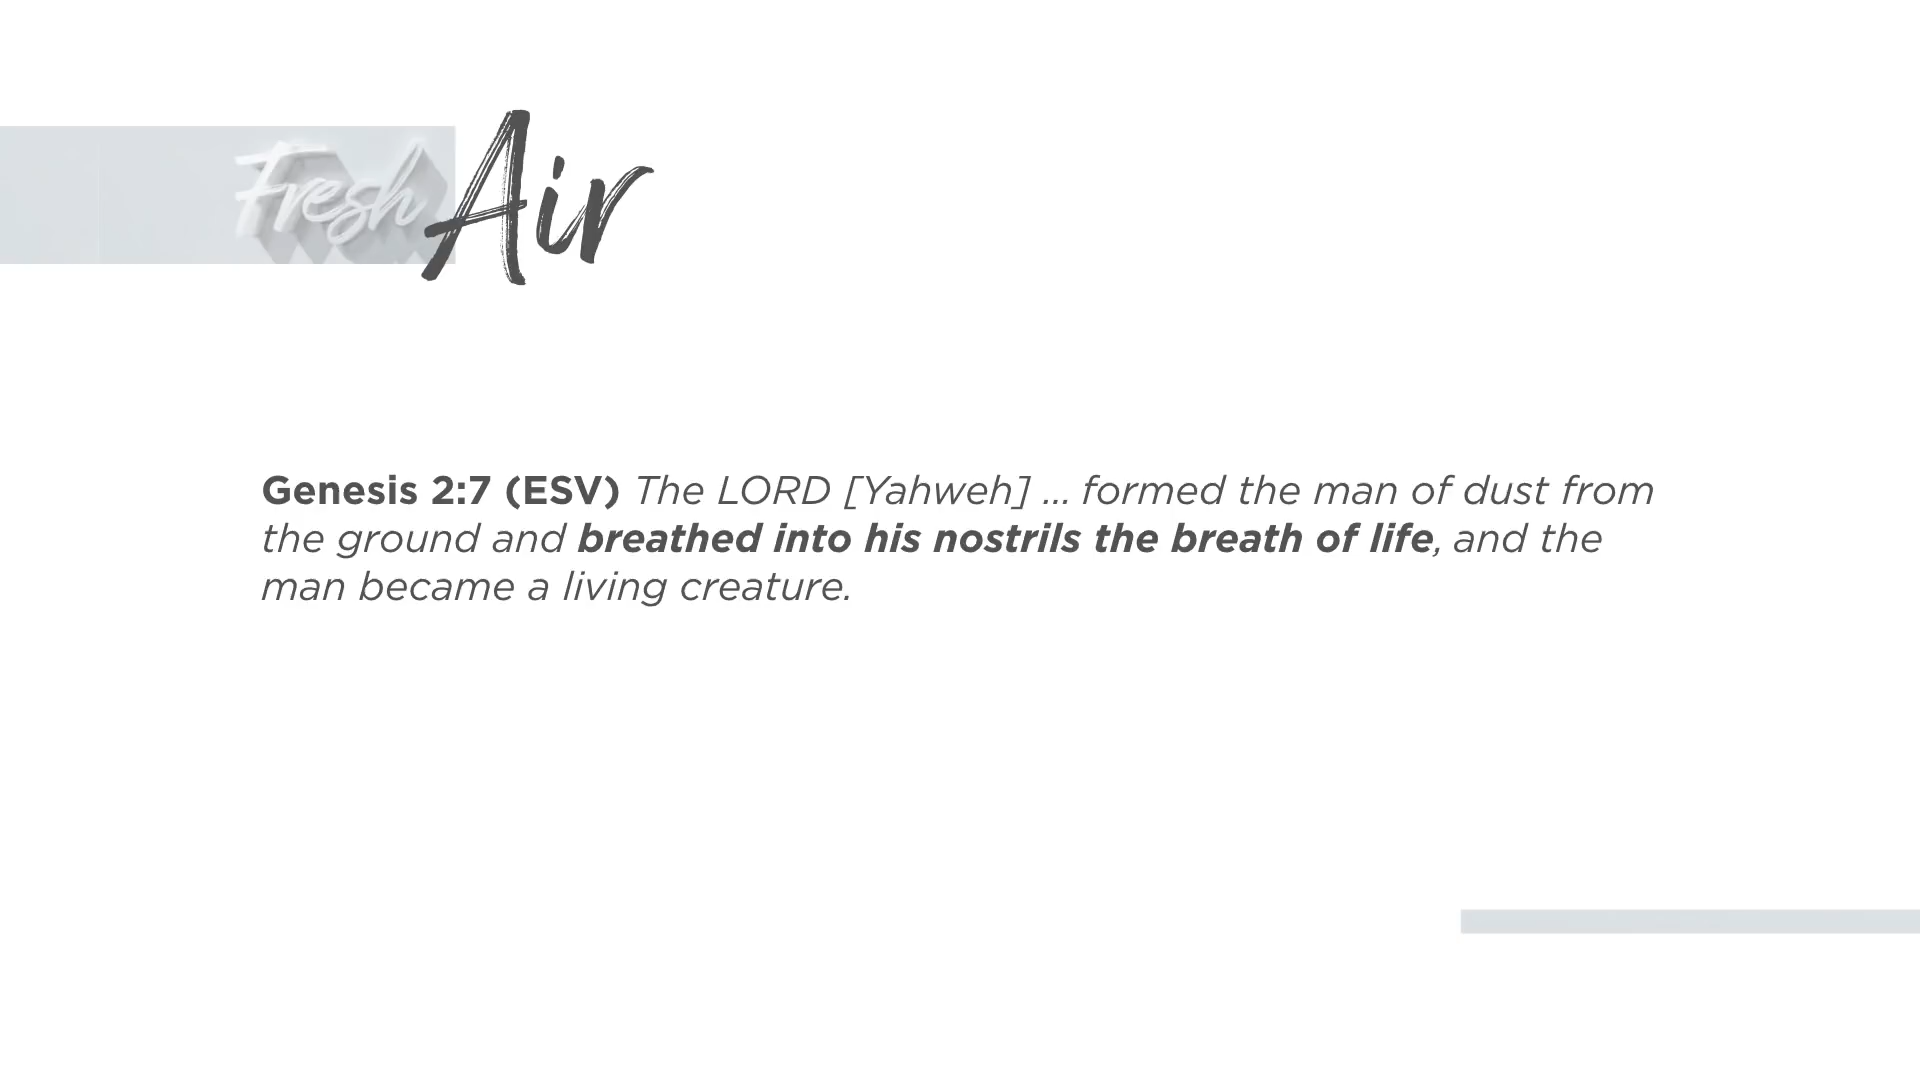 Fresh Air
Genesis 2:7 (ESV) The LORD [Yahweh] ... formed the man of dust from
the ground and breathed into his nostrils the breath of life, and the
man became a living creature.